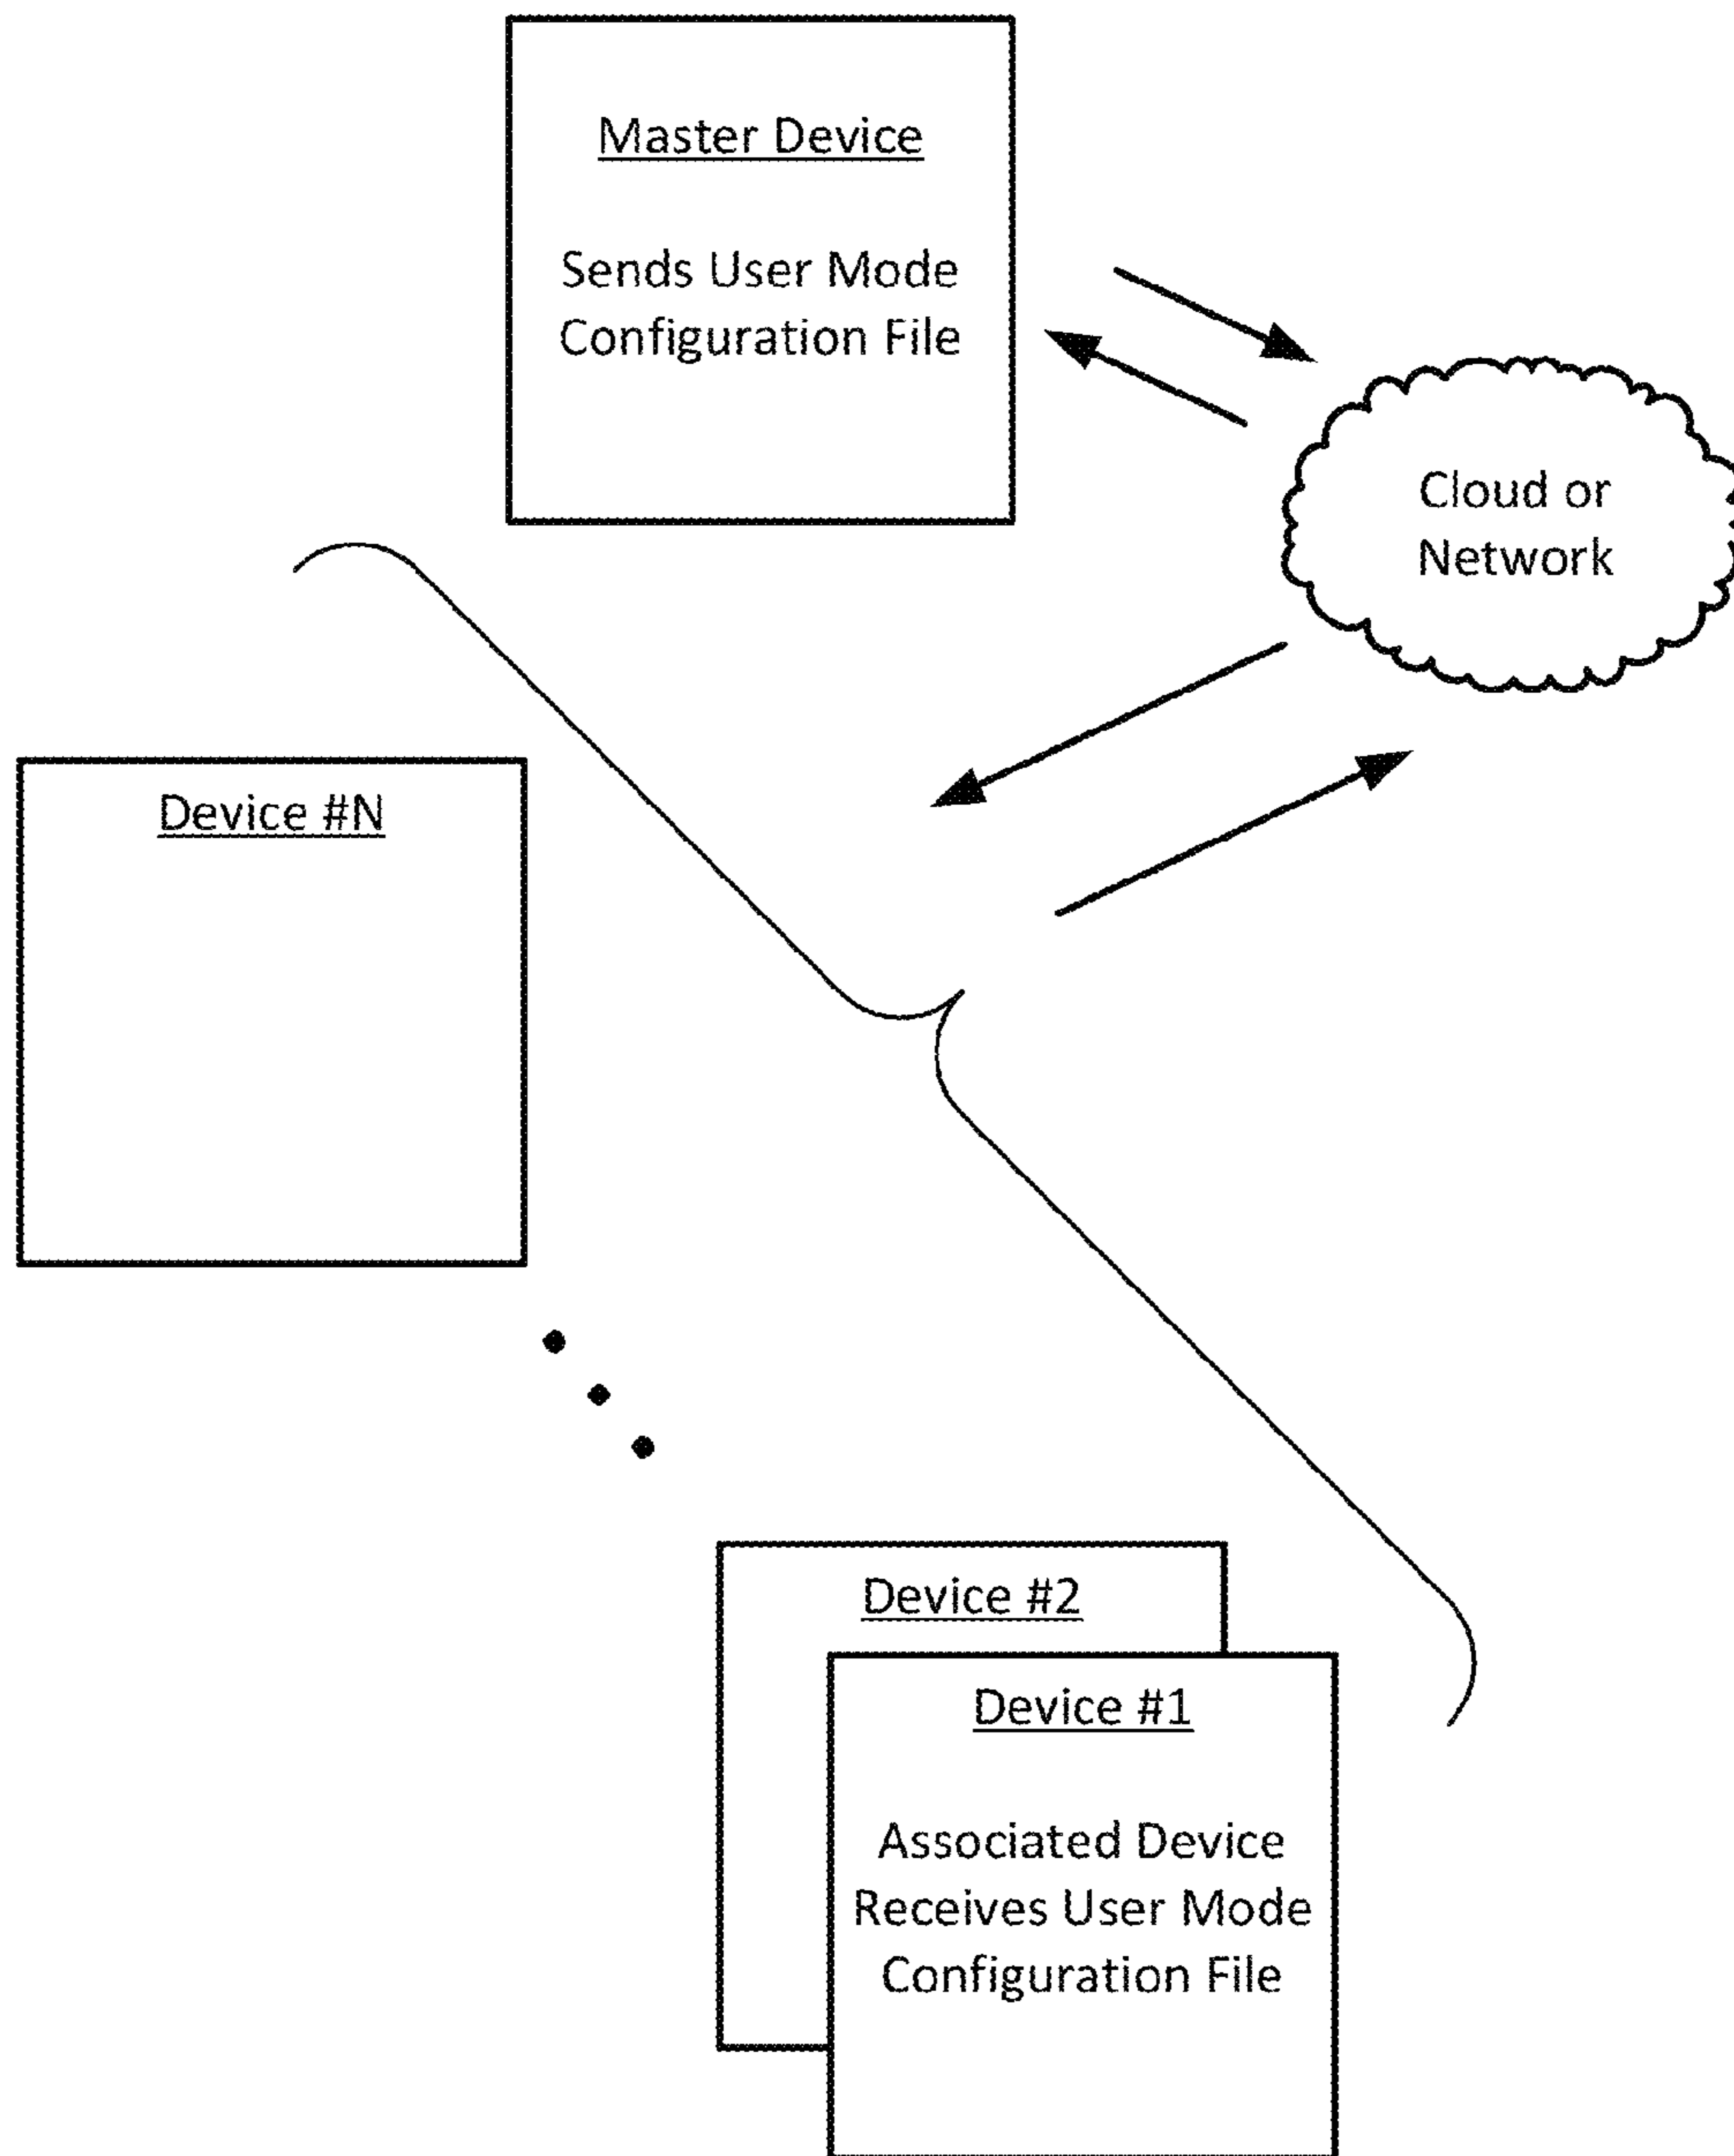 Master Device
Sends User Mode
Configuration File
Cloud or
Network
Device #N
Device #2
Device #1
Associated Device
Receives User Mode
Configuration File